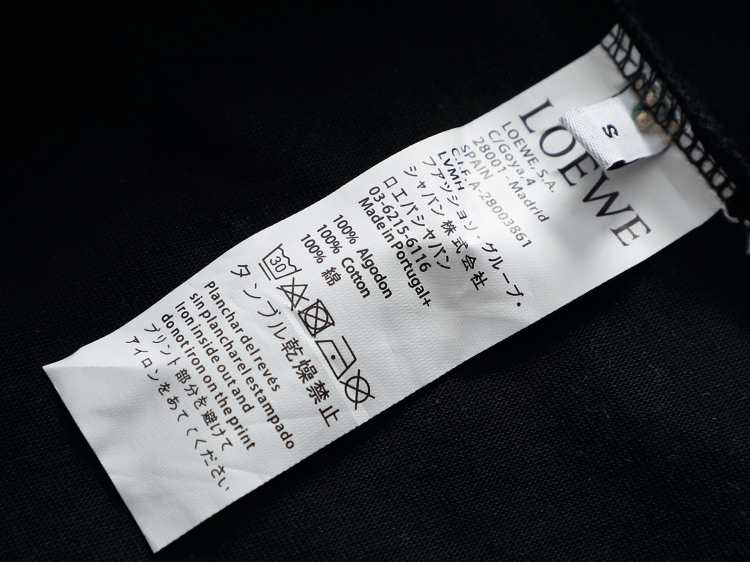 LOEWE
S
LOEWE, S.A.
C/Goya, 4
28001 - Madrid
SPAIN
C.I.F. A-28003861
LVMH
ファッション・グループ・
ジャパン株式会社
ロエベジャパン
03-6215-6116
Made in Portugal+
100% Algodon
100% Cotton
100% 綿
30
タンブル乾燥禁止
Planchar del revés
sin planchar el estampado
Iron inside out and
do not iron on the print
プリント部分を避けて
アイロンをあててください